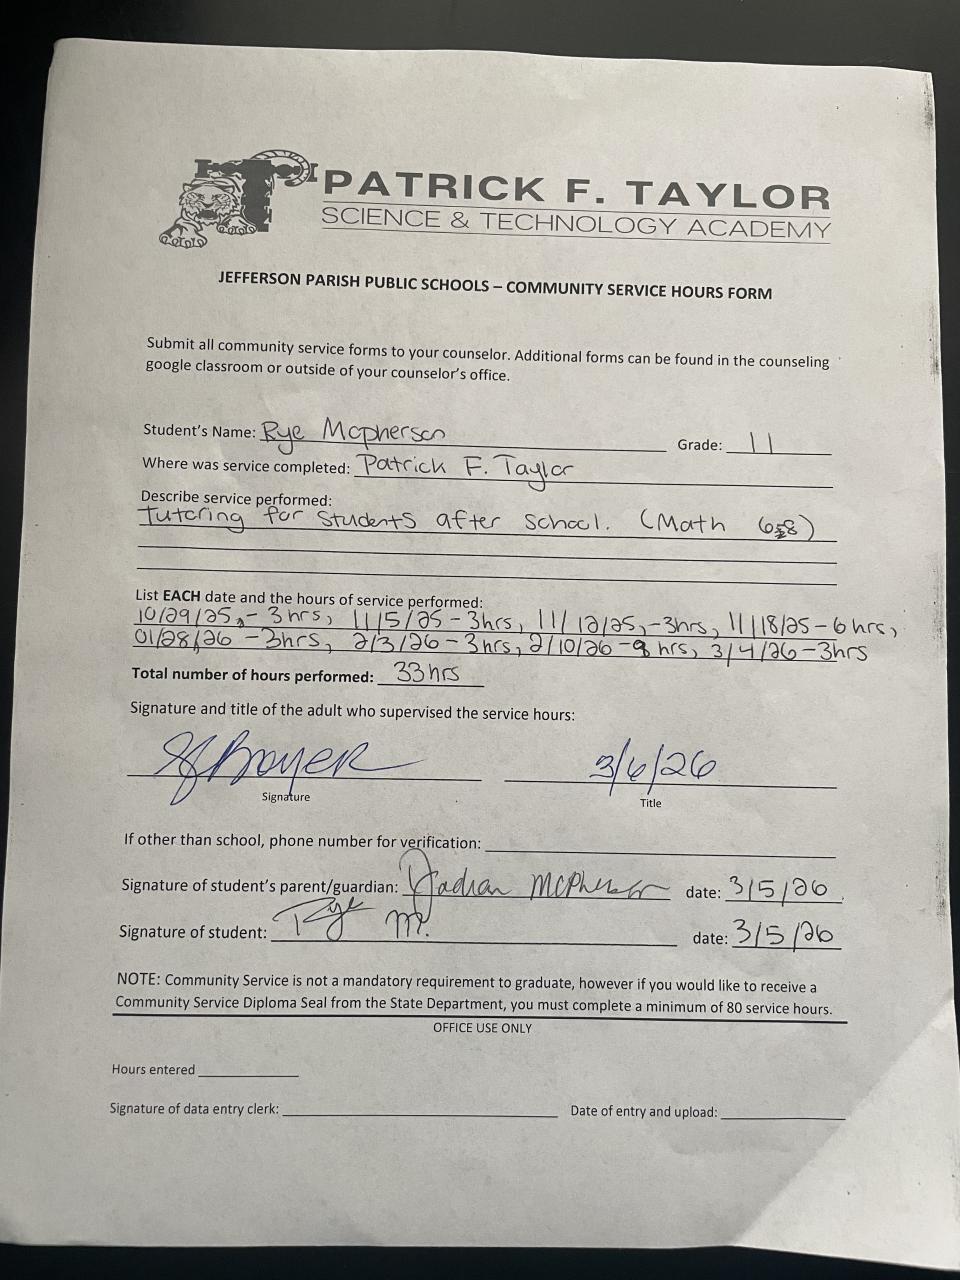 PATRICK F. TAYLOR
SCIENCE & TECHNOLOGY ACADEMY
JEFFERSON PARISH PUBLIC SCHOOLS – COMMUNITY SERVICE HOURS FORM
Submit all community service forms to your counselor. Additional forms can be found in the counseling
google classroom or outside of your counselor's office.
Student's Name: Rye Mcpherson Grade: 11
Where was service completed: Patrick F. Taylor
Describe service performed:
Tutoring for students after school. (Math 6-8)
List EACH date and the hours of service performed:
10/29/25, - 3hrs, 11/5/25 - 3hrs, 11/12/25, -3hrs, 11/18/25 - 6 hrs,
01/28/26 - 3hrs, 2/3/26 - 3hrs, 2/10/26 - 9 hrs, 3/4/26 - 3hrs
Total number of hours performed: 33hrs
Signature and title of the adult who supervised the service hours:
Boyer 3/6/26
Signature Title
If other than school, phone number for verification:
Signature of student's parent/guardian: McPherson date: 3/5/26
Signature of student: Rye M. date: 3/5/26
NOTE: Community Service is not a mandatory requirement to graduate, however if you would like to receive a
Community Service Diploma Seal from the State Department, you must complete a minimum of 80 service hours.
OFFICE USE ONLY
Hours entered
Signature of data entry clerk: Date of entry and upload: